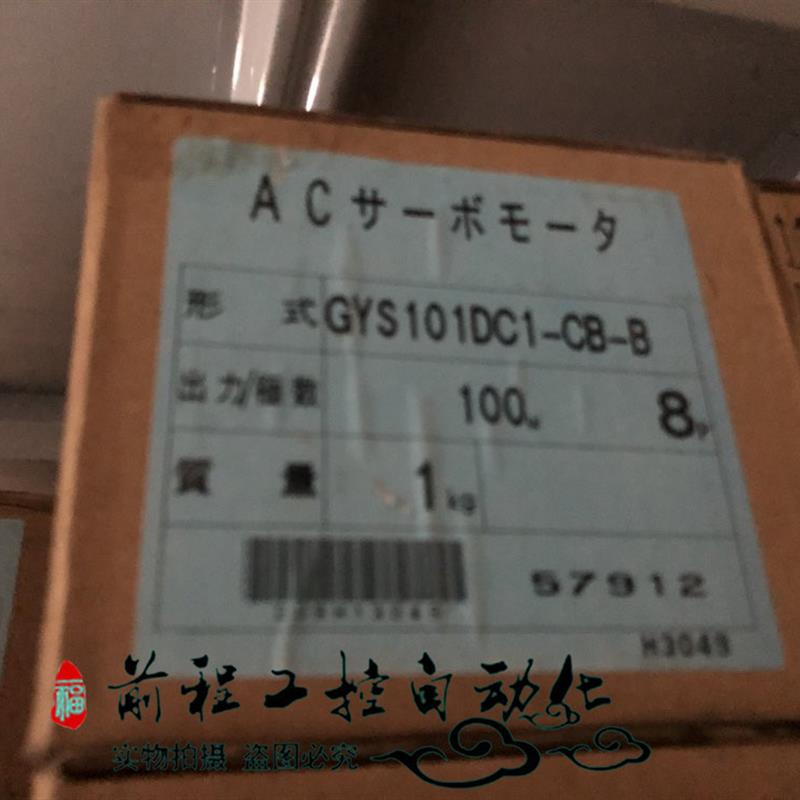 ACサーボモータ
形 式 GYS101DC1-CB-B
出力/極数 100W 8P
質 量 1kg
57912
H3049
福 前程工控自动化
实物拍摄 盗图必究